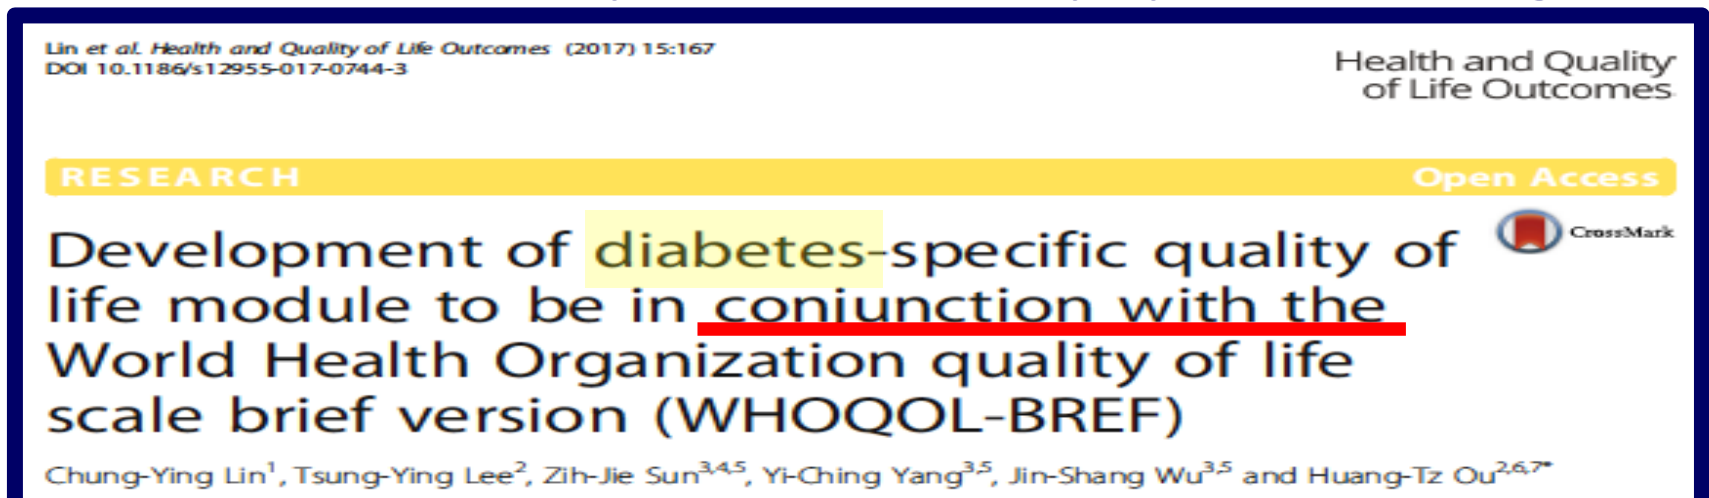 Lin et al. Health and Quality of Life Outcomes (2017) 15:167
DOI 10.1186/s12955-017-0744-3
Health and Quality
of Life Outcomes
RESEARCH
Open Access
CrossMark
Development of diabetes-specific quality of
life module to be in conjunction with the
World Health Organization quality of life
scale brief version (WHOQOL-BREF)
Chung-Ying Lin¹, Tsung-Ying Lee², Zih-Jie Sun³,⁴,⁵, Yi-Ching Yang³,⁵, Jin-Shang Wu³,⁵ and Huang-Tz Ou²,⁶,⁷*